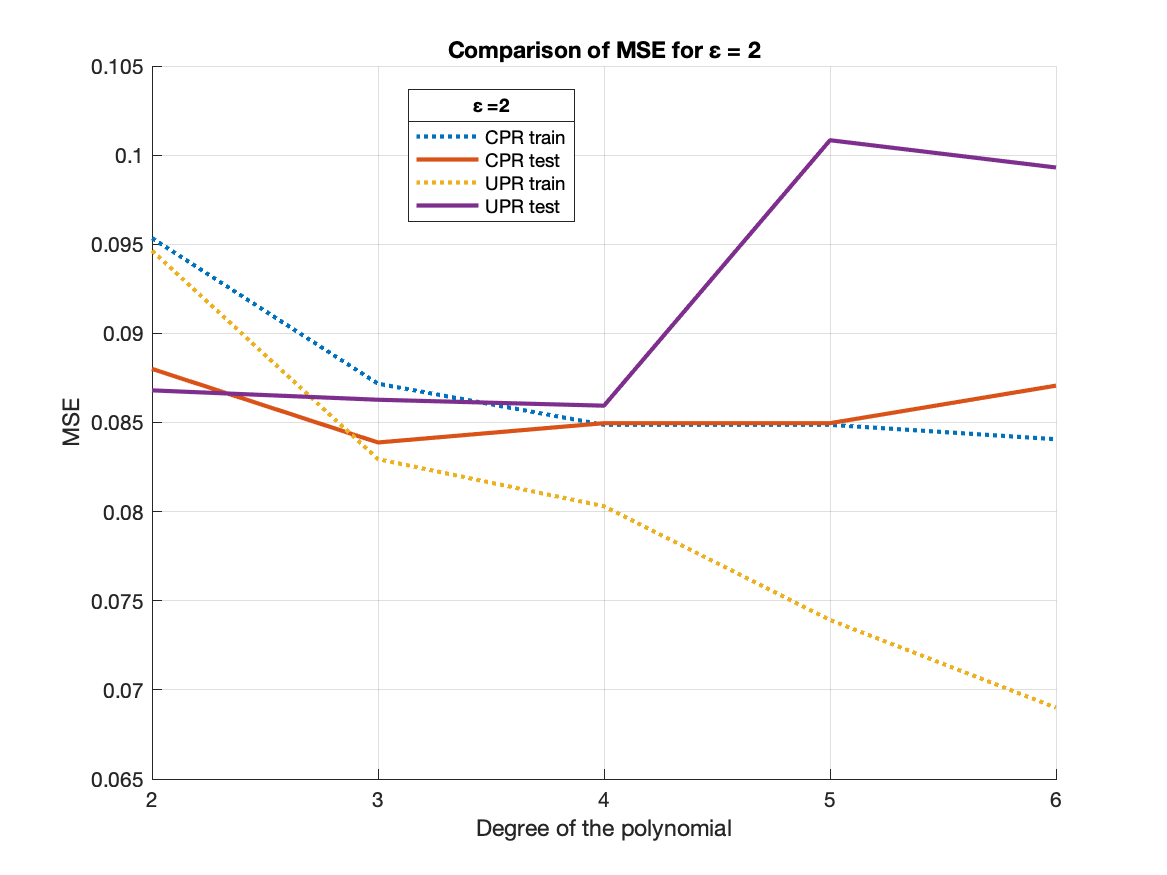 Comparison of MSE for ε = 2
0.105
0.1
0.095
0.09
0.085
0.08
0.075
0.07
0.065
MSE
ε =2
CPR train
CPR test
UPR train
UPR test
2 3 4 5 6
Degree of the polynomial